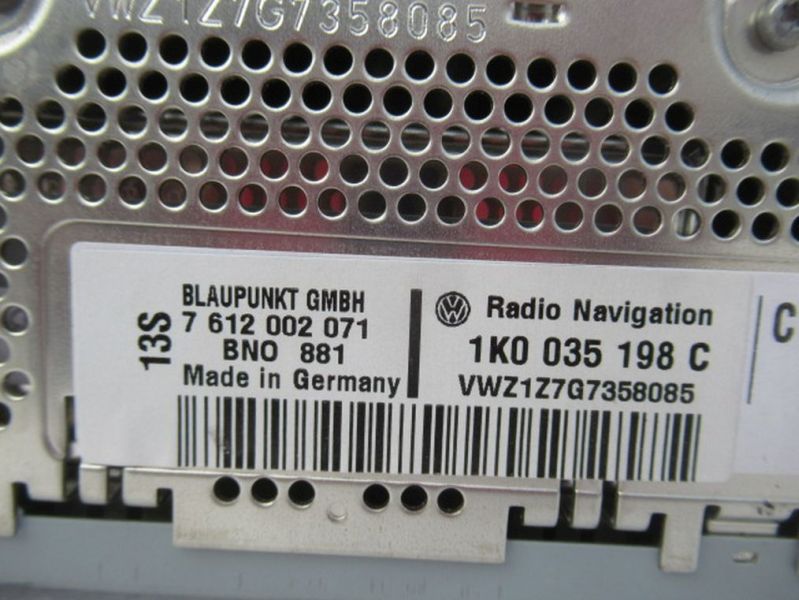 VWZ1Z7G7358085
13S
BLAUPUNKT GMBH
7 612 002 071
BNO 881
Made in Germany
Radio Navigation
1K0 035 198 C
VWZ1Z7G7358085
C